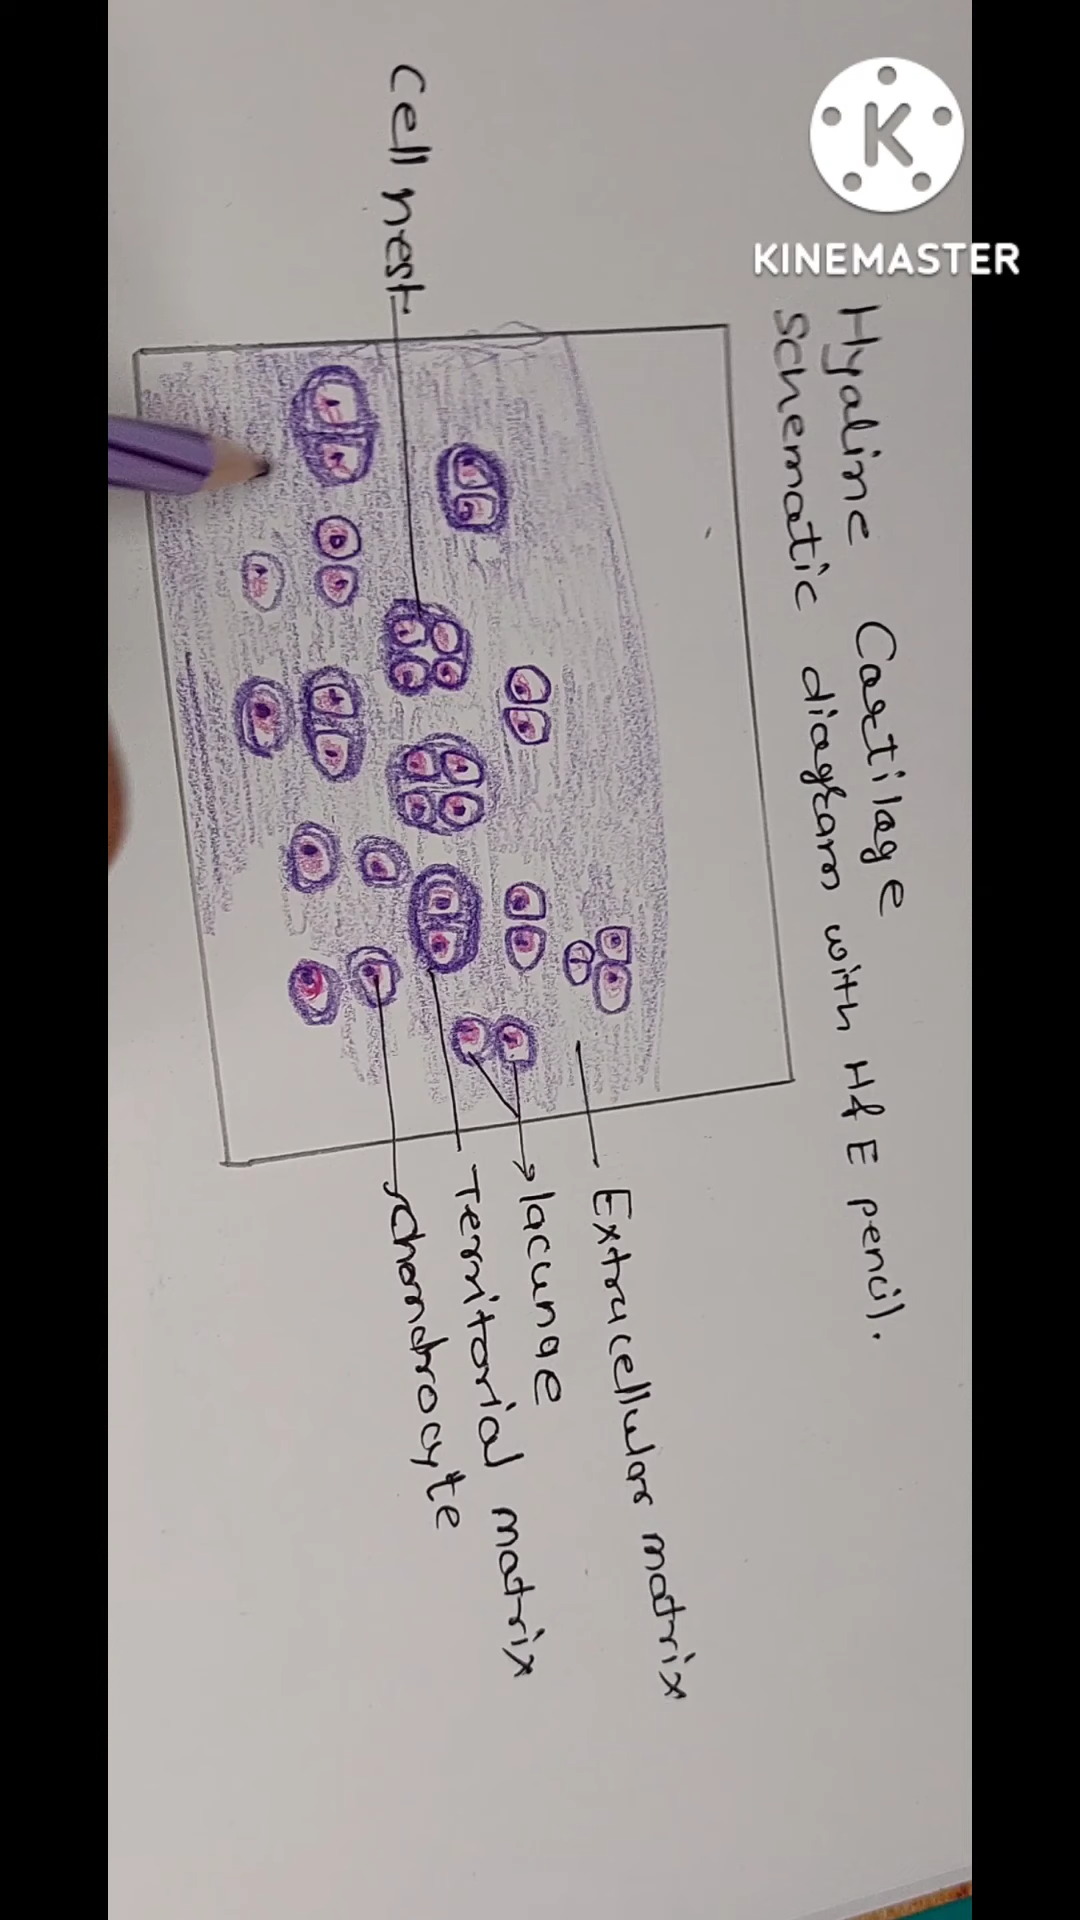 KINEMASTER
Hyaline Cartilage
Schematic diagram with H&E pencil.
Cell nest
Extracellular matrix
lacunae
Territorial matrix
chondrocyte